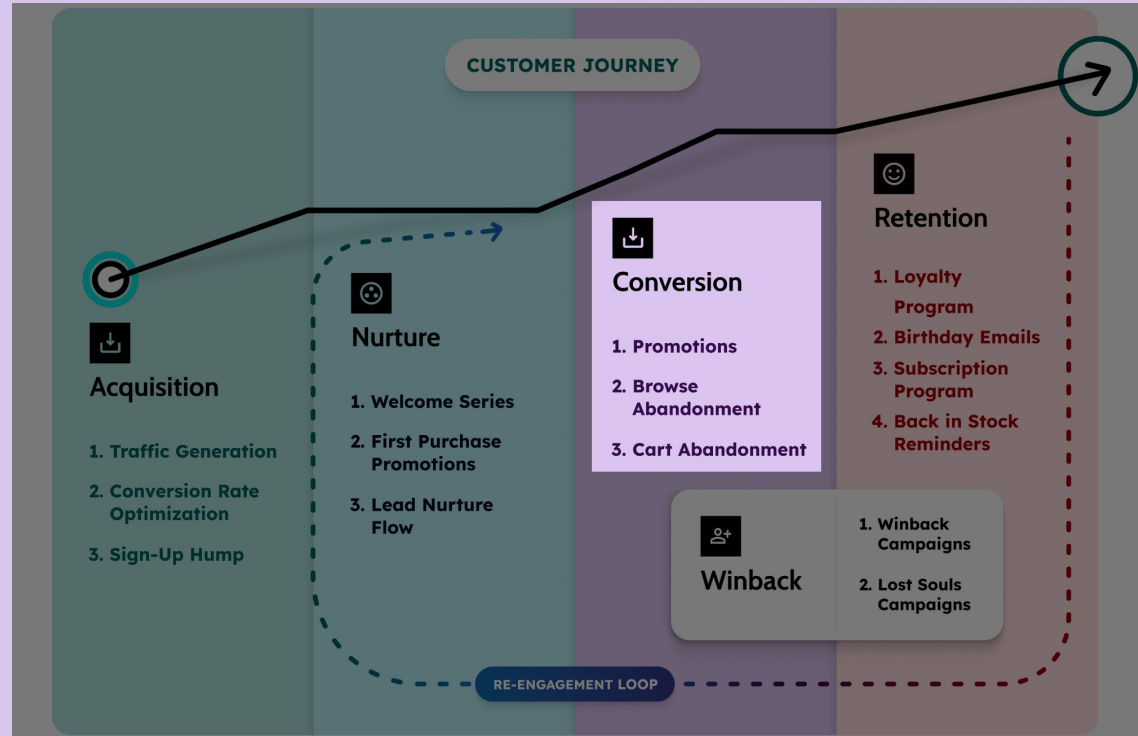 CUSTOMER JOURNEY
Acquisition
1. Traffic Generation
2. Conversion Rate
Optimization
3. Sign-Up Hump
Nurture
1. Welcome Series
2. First Purchase
Promotions
3. Lead Nurture
Flow
Conversion
1. Promotions
2. Browse
Abandonment
3. Cart Abandonment
Retention
1. Loyalty
Program
2. Birthday Emails
3. Subscription
Program
4. Back in Stock
Reminders
Winback
1. Winback
Campaigns
2. Lost Souls
Campaigns
RE-ENGAGEMENT LOOP